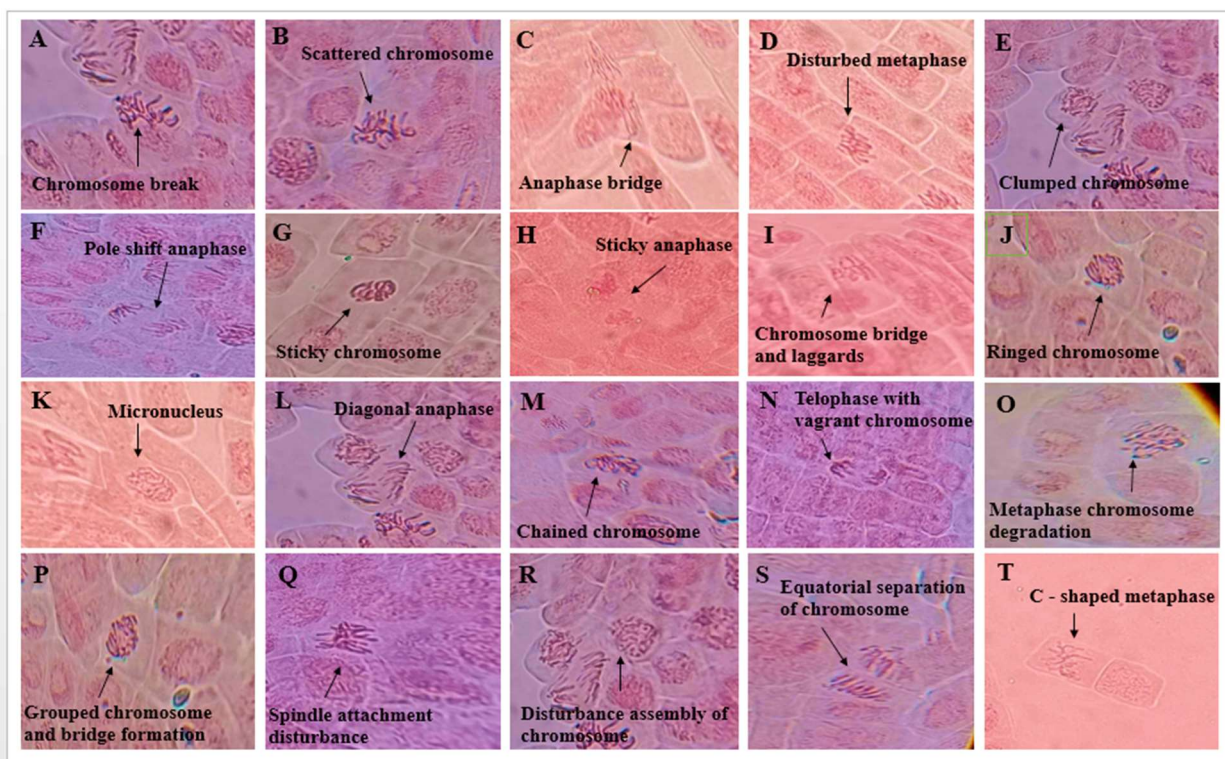 A
Chromosome break
B
Scattered chromosome
C
Anaphase bridge
D
Disturbed metaphase
E
Clumped chromosome
F
Pole shift anaphase
G
Sticky chromosome
H
Sticky anaphase
I
Chromosome bridge
and laggards
J
Ringed chromosome
K
Micronucleus
L
Diagonal anaphase
M
Chained chromosome
N
Telophase with
vagrant chromosome
O
Metaphase chromosome
degradation
P
Grouped chromosome
and bridge formation
Q
Spindle attachment
disturbance
R
Disturbance assembly of
chromosome
S
Equatorial separation
of chromosome
T
C - shaped metaphase